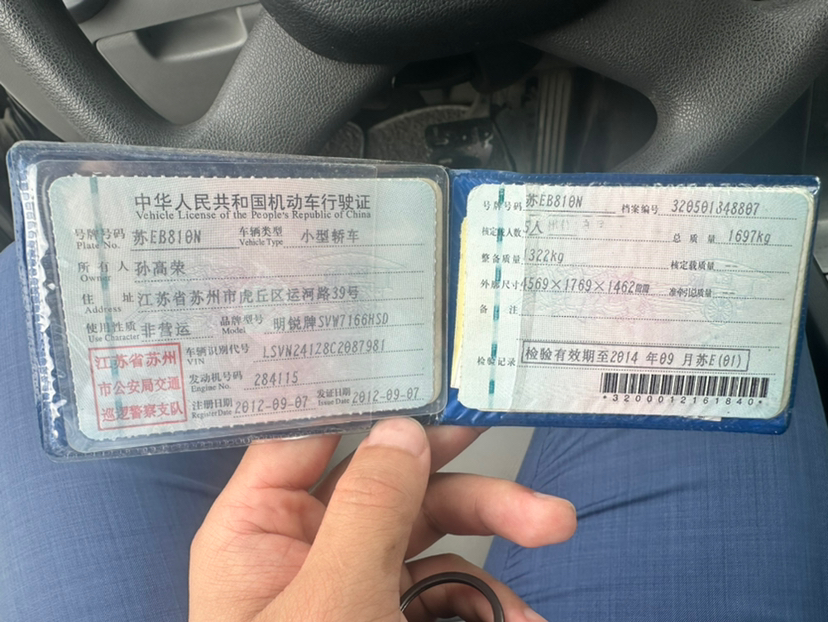 中华人民共和国机动车行驶证
Vehicle License of the People's Republic of China
号牌号码 苏EB810N 车辆类型 小型轿车
Plate No. Vehicle Type
所有人 孙高荣
Owner
住址 江苏省苏州市虎丘区运河路39号
Address
使用性质 非营运 品牌型号 明锐牌SVW7166HSD
Use Character Model
江苏省苏州
市公安局交通
巡逻警察支队
车辆识别代号 LSVN241Z8C2087981
VIN
发动机号码 284115
Engine No.
注册日期 2012-09-07 发证日期 2012-09-07
Register Date Issue Date
号牌号码 苏EB810N 档案编号 320501348807
核定载人数 5人 总质量 1697kg
整备质量 1322kg 核定载质量
外廓尺寸 4569×1769×1462mm 准牵引总质量
备注
检验记录 检验有效期至2014年09月苏E(01)
*3200012161840*